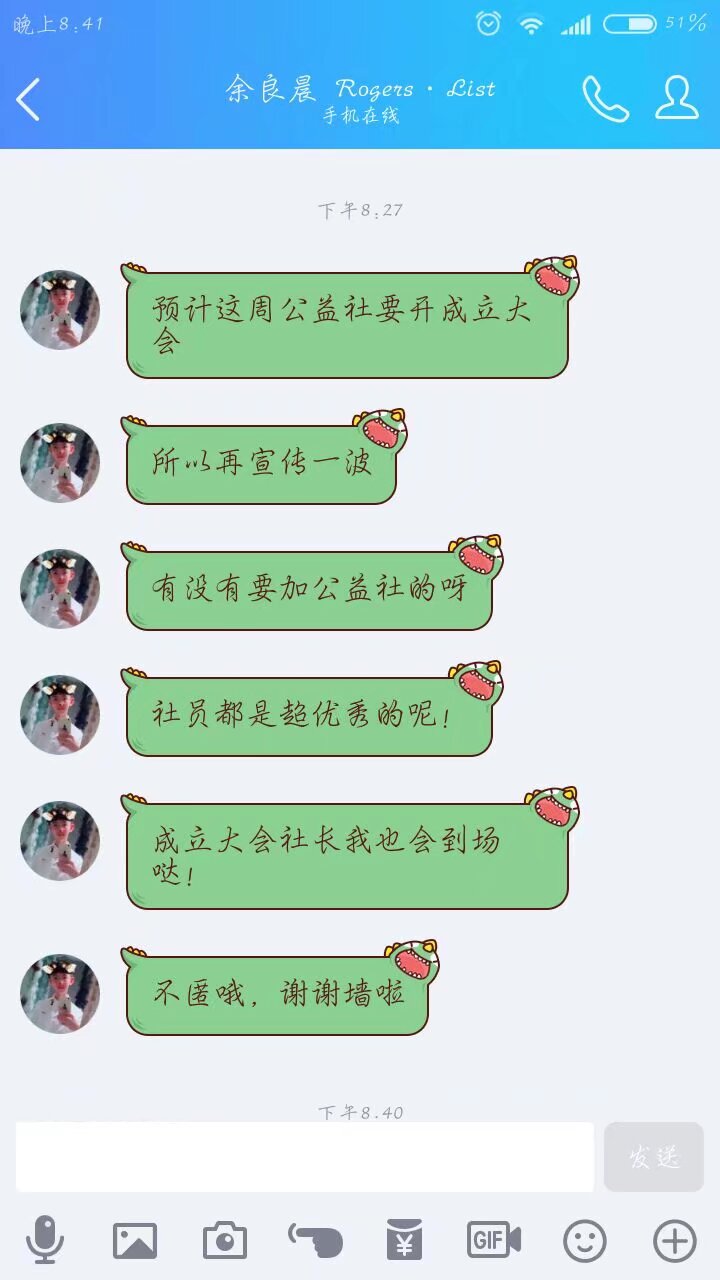 晚上8:41
51%
余良晨 Rogers · List
手机在线
下午8:27
预计这周公益社要开成立大
会
所以再宣传一波
有没有要加公益社的呀
社员都是超优秀的呢!
成立大会社长我也会到场
哒!
不匿哦，谢谢墙啦
下午8:40
发送
GIF